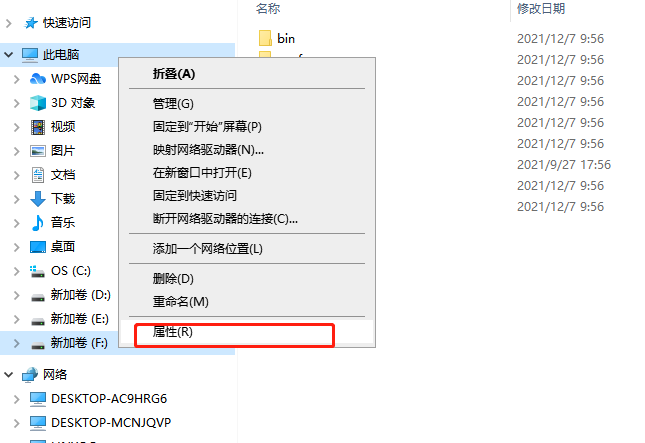 名称
修改日期
快速访问
bin
2021/12/7 9:56
此电脑
2021/12/7 9:56
WPS网盘
折叠(A)
2021/12/7 9:56
3D 对象
管理(G)
2021/12/7 9:56
视频
固定到"开始"屏幕(P)
2021/12/7 9:56
图片
映射网络驱动器(N)...
2021/12/7 9:56
文档
在新窗口中打开(E)
2021/9/27 17:56
下载
固定到快速访问
2021/12/7 9:56
音乐
断开网络驱动器的连接(C)...
2021/12/7 9:56
桌面
添加一个网络位置(L)
OS (C:)
删除(D)
新加卷 (D:)
重命名(M)
新加卷 (E:)
属性(R)
新加卷 (F:)
网络
DESKTOP-AC9HRG6
DESKTOP-MCNJQVP